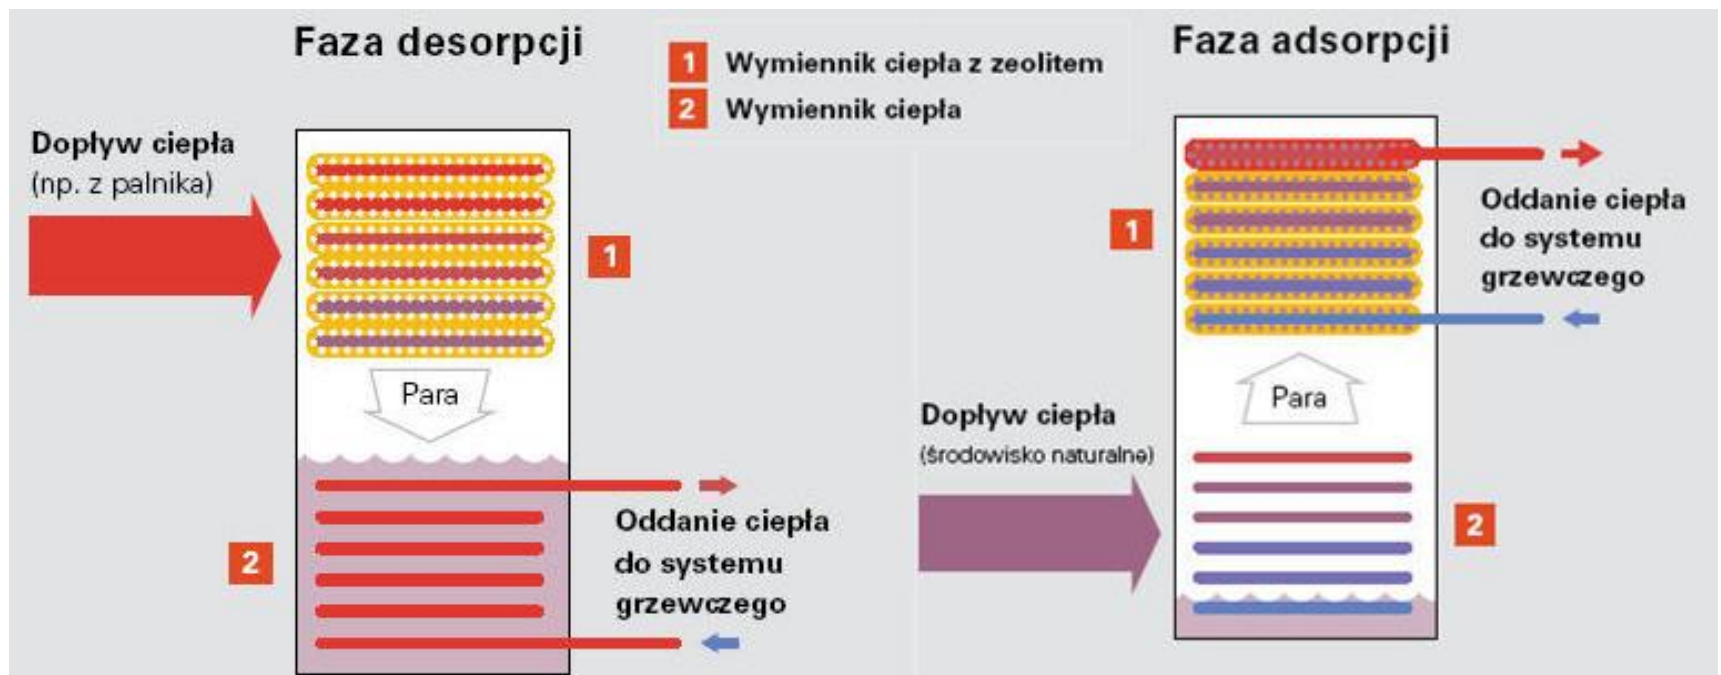 Faza desorpcji
1 Wymiennik ciepła z zeolitem
2 Wymiennik ciepła
Dopływ ciepła
(np. z palnika)
1
Para
2
Oddanie ciepła
do systemu
grzewczego
Faza adsorpcji
1
Oddanie ciepła
do systemu
grzewczego
Para
Dopływ ciepła
(środowisko naturalne)
2